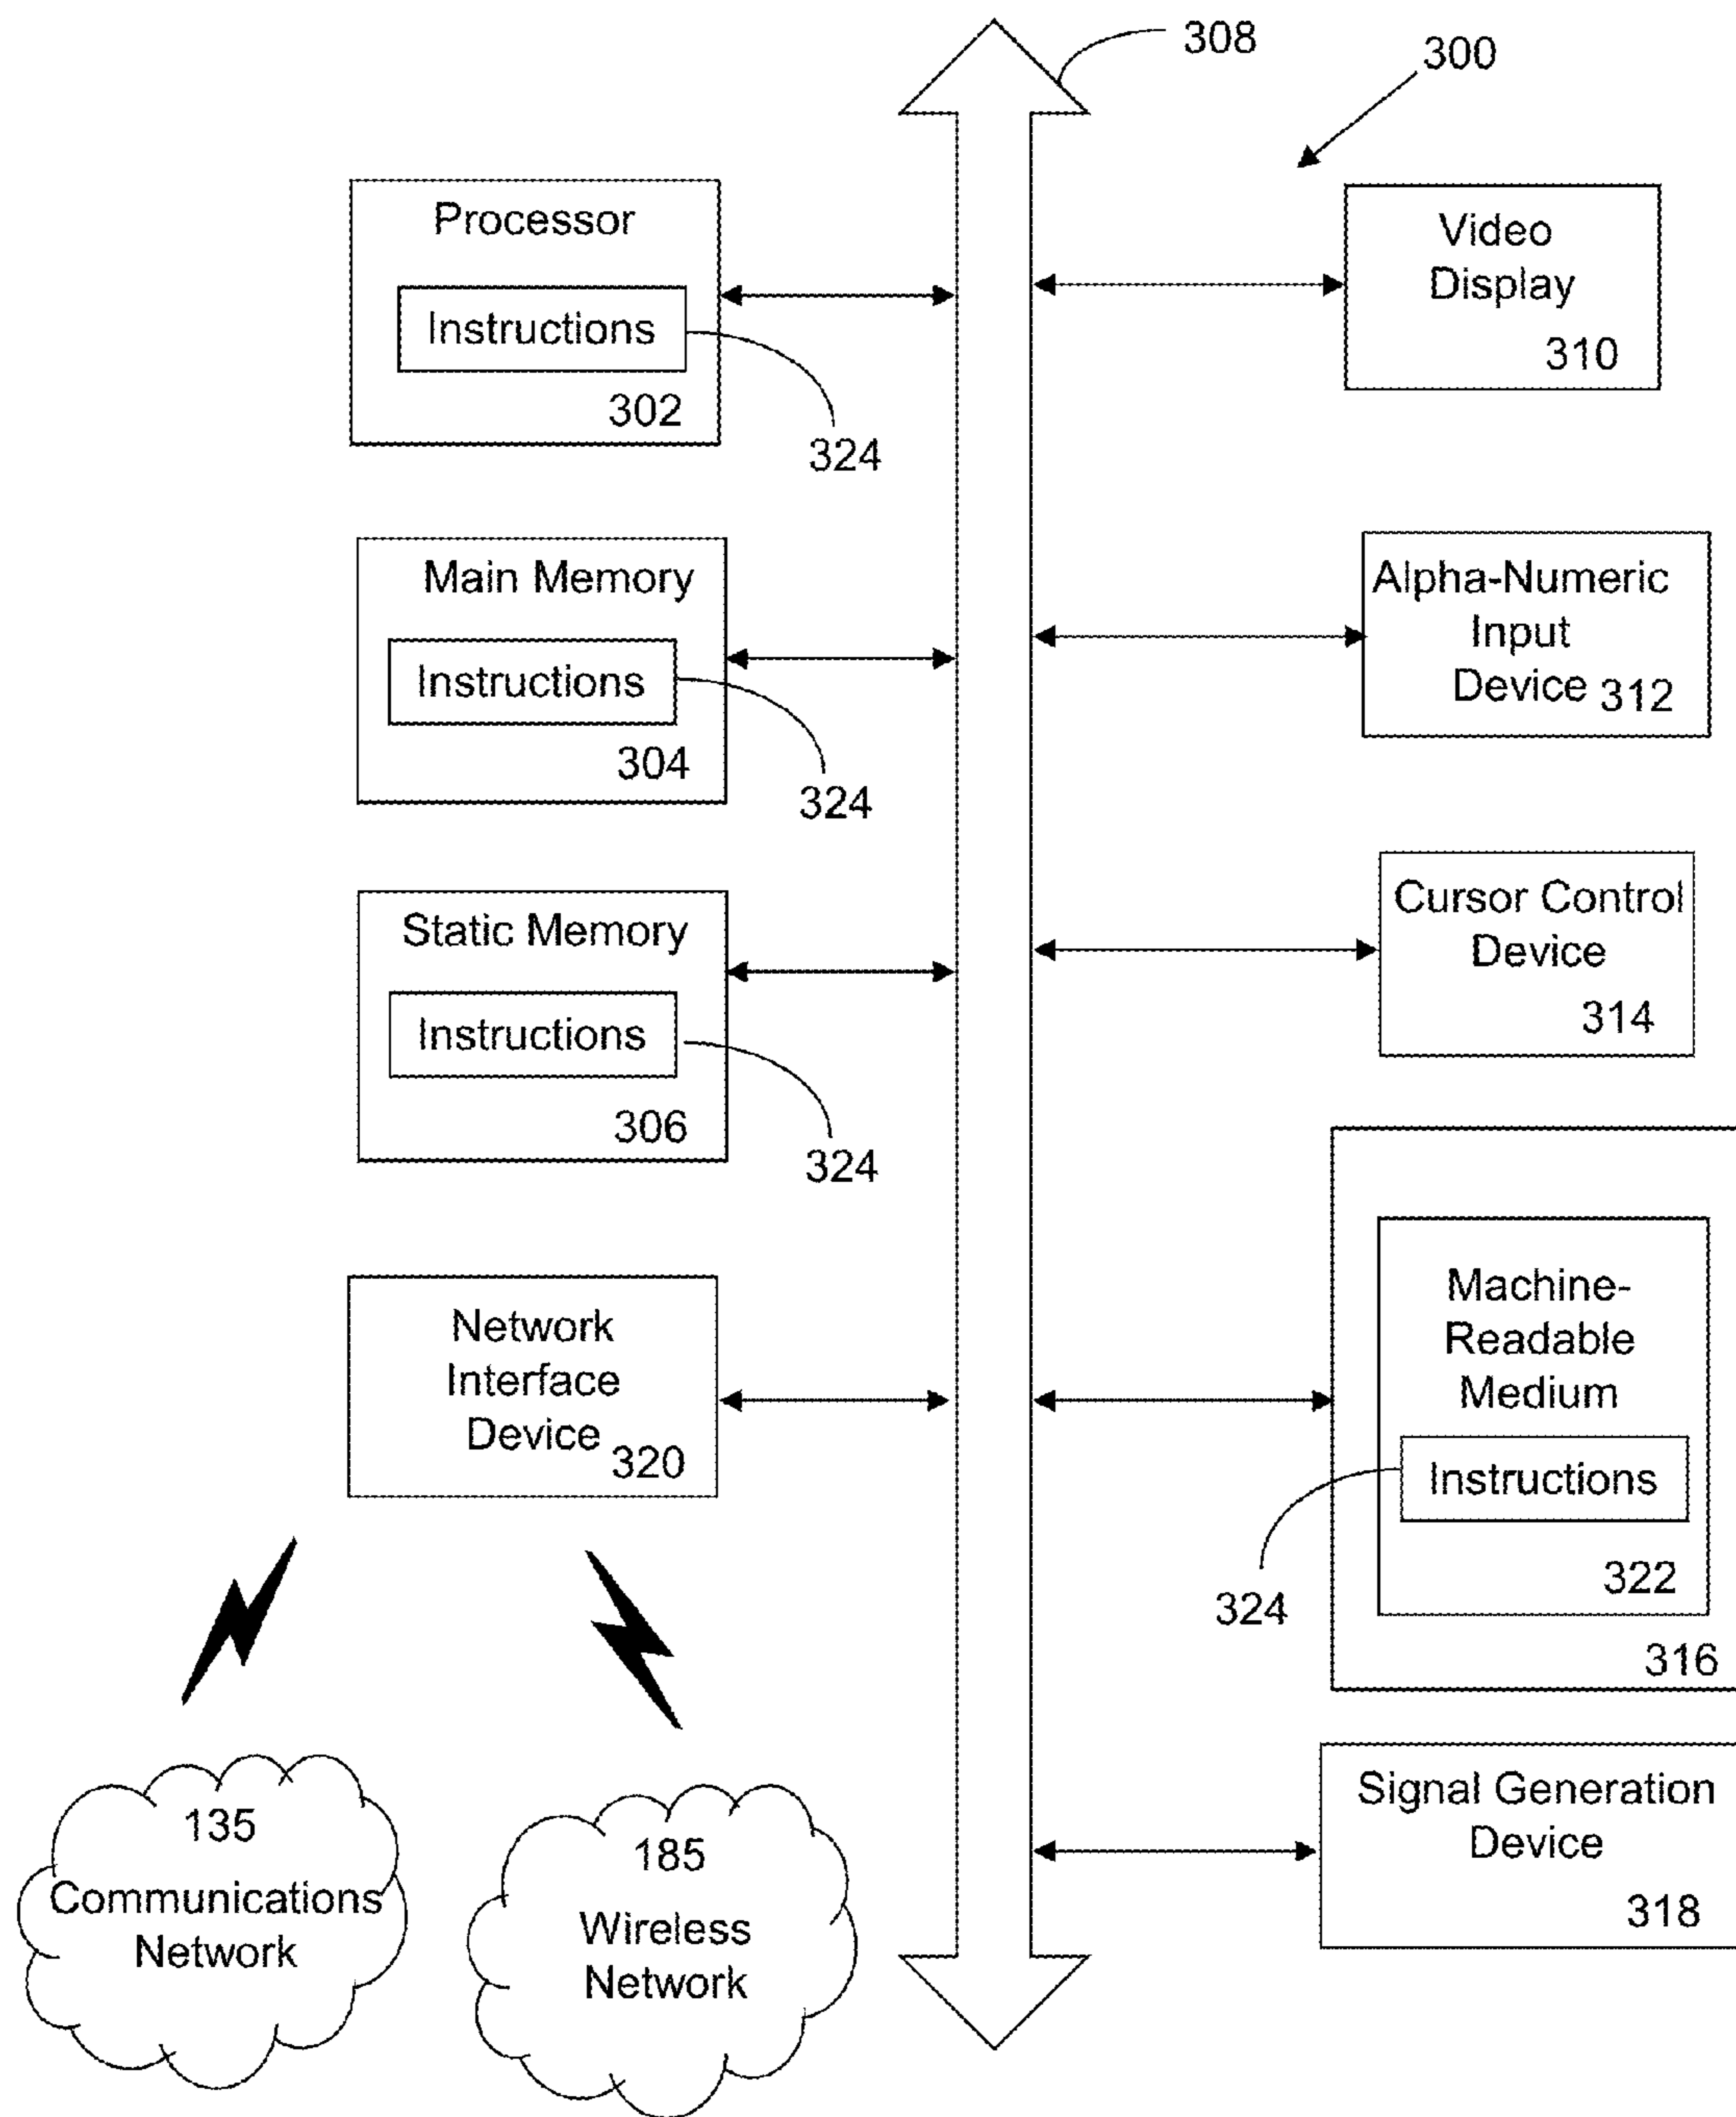 308
300
Processor
Instructions
302
324
Video
Display
310
Main Memory
Instructions
304
324
Alpha-Numeric
Input
Device 312
Static Memory
Instructions
306
324
Cursor Control
Device
314
Network
Interface
Device 320
Machine-
Readable
Medium
Instructions
324
322
316
135
Communications
Network
185
Wireless
Network
Signal Generation
Device
318